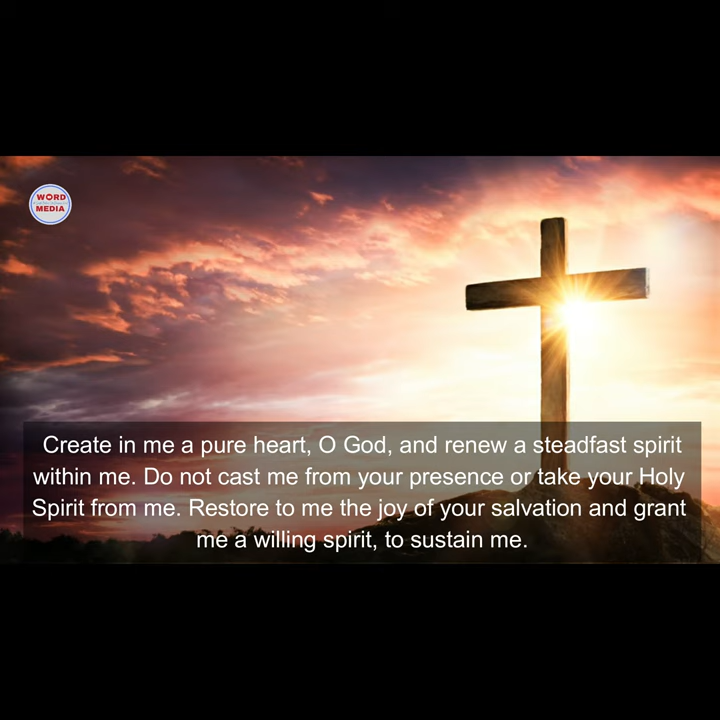 WORD
MEDIA
Create in me a pure heart, O God, and renew a steadfast spirit
within me. Do not cast me from your presence or take your Holy
Spirit from me. Restore to me the joy of your salvation and grant
me a willing spirit, to sustain me.